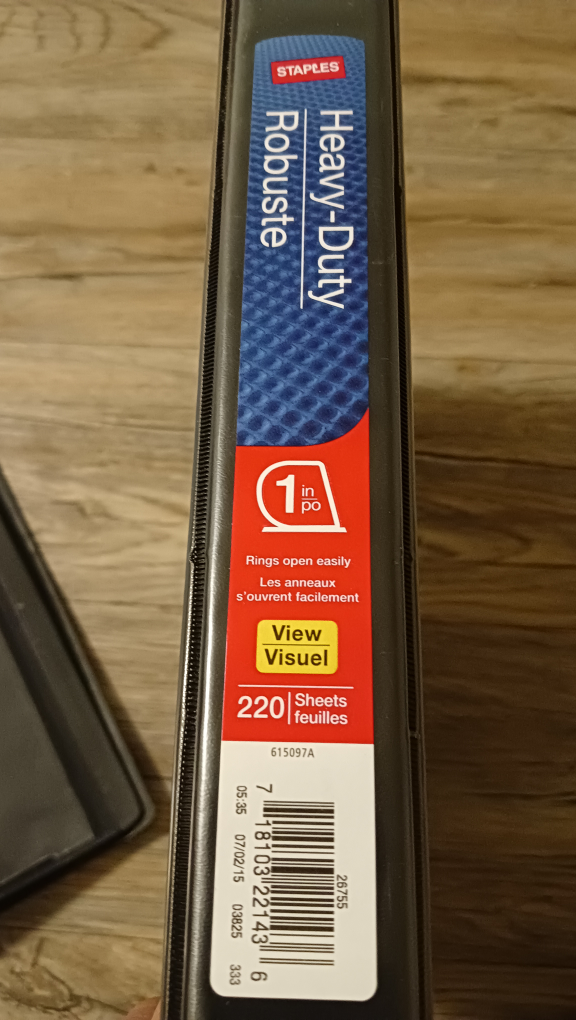 STAPLES
Heavy-Duty
Robuste
1 in
po
Rings open easily
Les anneaux
s'ouvrent facilement
View
Visuel
220 Sheets
feuilles
615097A
26755
7 18103 22143 6
05:35 07/02/15 03825 333